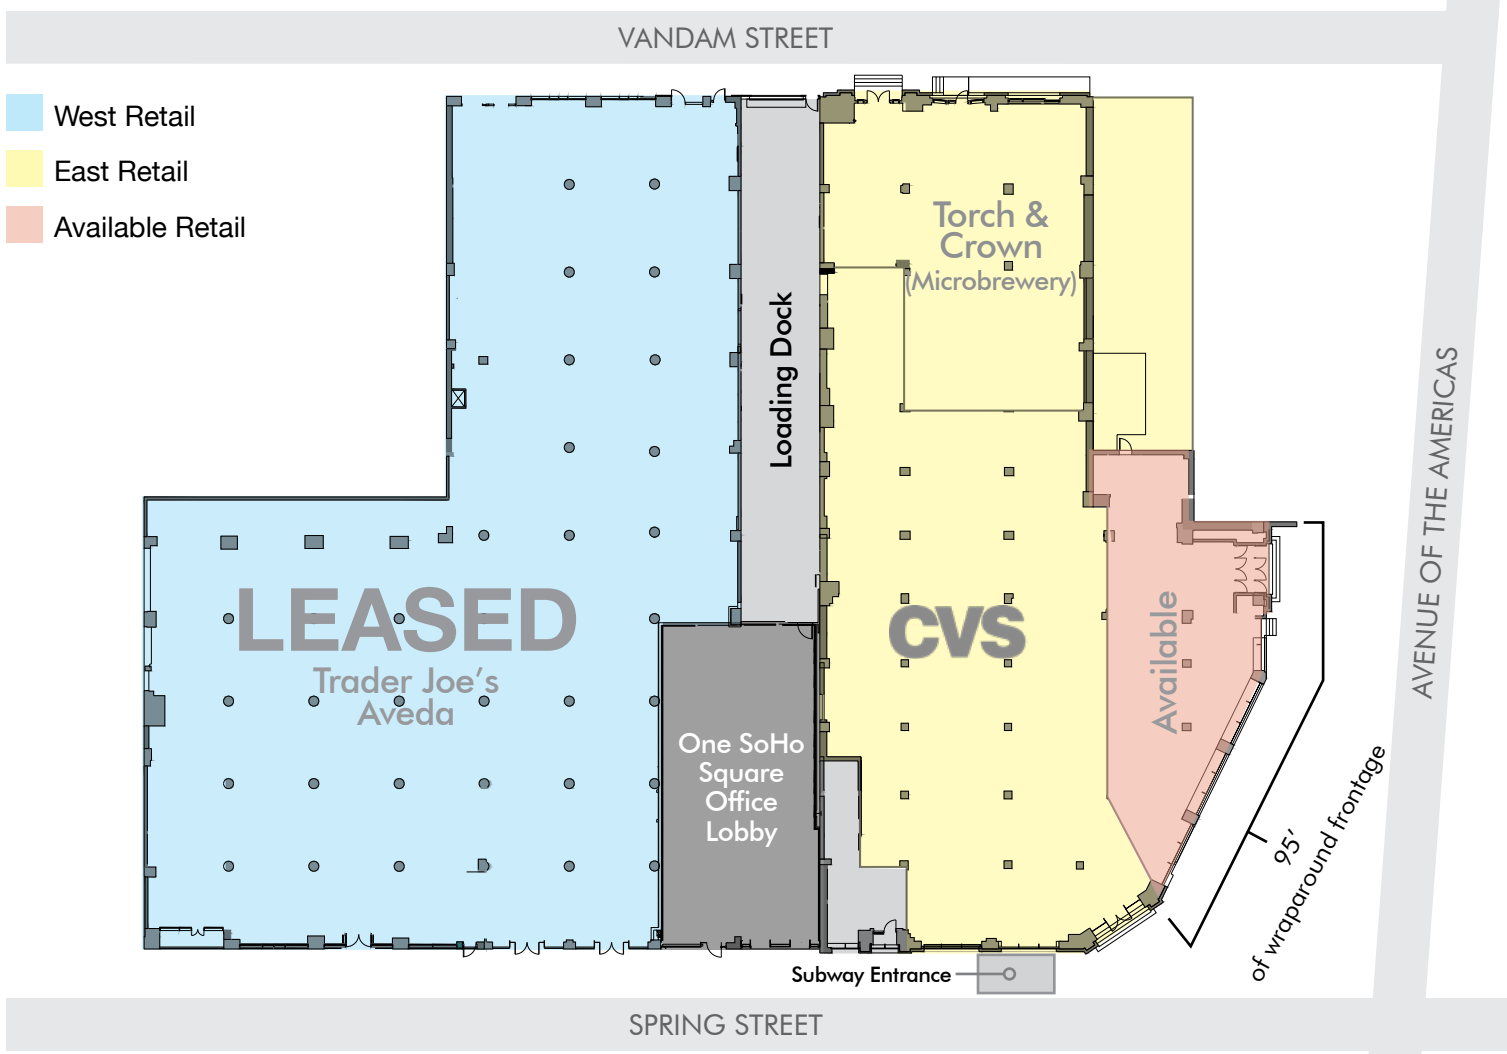 VANDAM STREET
West Retail
East Retail
Available Retail
Torch &
Crown
(Microbrewery)
Loading Dock
AVENUE OF THE AMERICAS
LEASED
Trader Joe's
Aveda
CVS
Available
One SoHo
Square
Office
Lobby
95'
of wraparound frontage
Subway Entrance
SPRING STREET